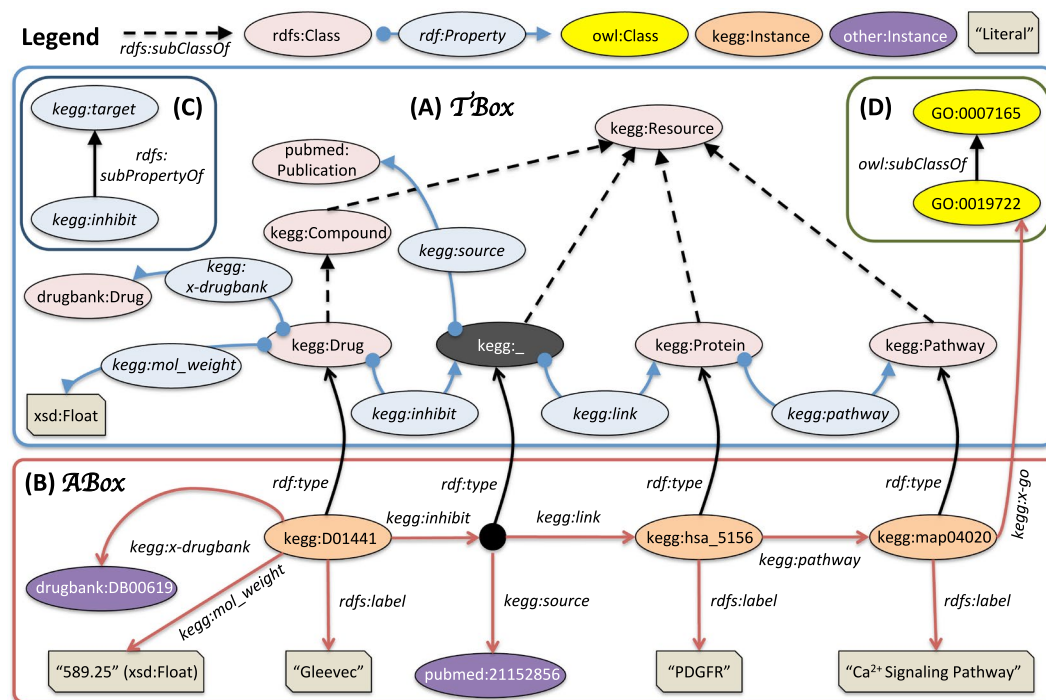 Legend
rdfs:subClassOf
rdfs:Class
rdf:Property
owl:Class
kegg:Instance
other:Instance
“Literal”
(C)
kegg:target
rdfs:
subPropertyOf
kegg:inhibit
(A) TBox
kegg:Resource
pubmed:
Publication
kegg:Compound
kegg:source
(D)
GO:0007165
owl:subClassOf
GO:0019722
kegg:
x-drugbank
drugbank:Drug
kegg:mol_weight
xsd:Float
kegg:Drug
kegg:_
kegg:Protein
kegg:Pathway
kegg:inhibit
kegg:link
kegg:pathway
(B) ABox
rdf:type
rdf:type
rdf:type
rdf:type
kegg:x-go
kegg:x-drugbank
kegg:D01441
kegg:inhibit
kegg:link
kegg:hsa_5156
kegg:pathway
kegg:map04020
drugbank:DB00619
kegg:mol_weight
rdfs:label
kegg:source
rdfs:label
rdfs:label
“589.25” (xsd:Float)
“Gleevec”
pubmed:21152856
“PDGFR”
“Ca²⁺ Signaling Pathway”